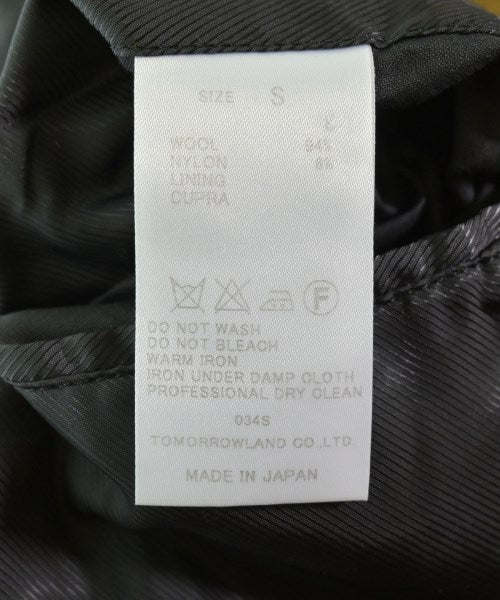 SIZE S
WOOL 94%
NYLON 6%
LINING
CUPRA
F
DO NOT WASH
DO NOT BLEACH
WARM IRON
IRON UNDER DAMP CLOTH
PROFESSIONAL DRY CLEAN
034S
TOMORROWLAND CO.,LTD.
MADE IN JAPAN